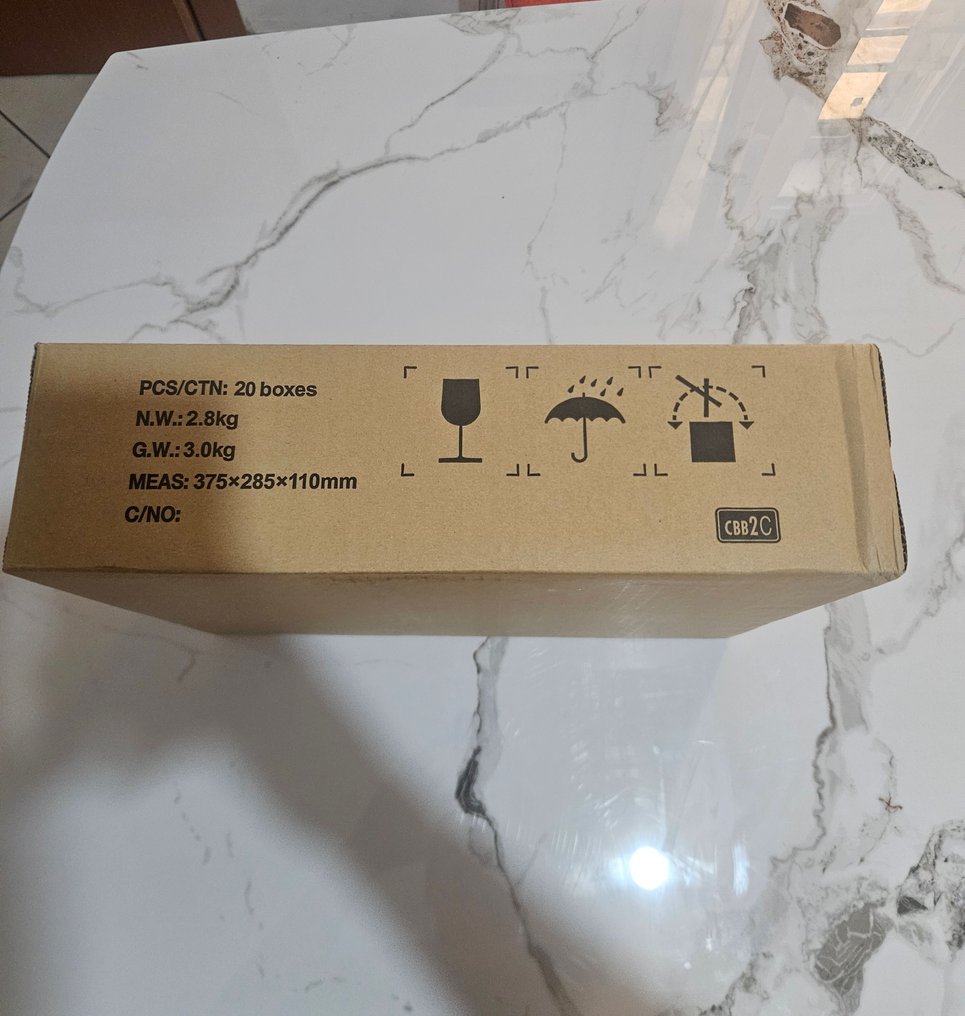 PCS/CTN: 20 boxes
N.W.: 2.8kg
G.W.: 3.0kg
MEAS: 375×285×110mm
C/NO:
CBB2C